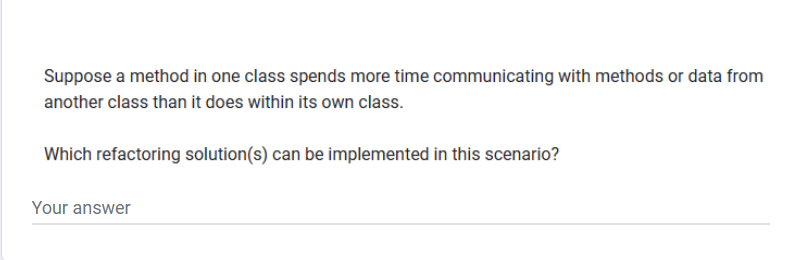 Suppose a method in one class spends more time communicating with methods or data from
another class than it does within its own class.
Which refactoring solution(s) can be implemented in this scenario?
Your answer